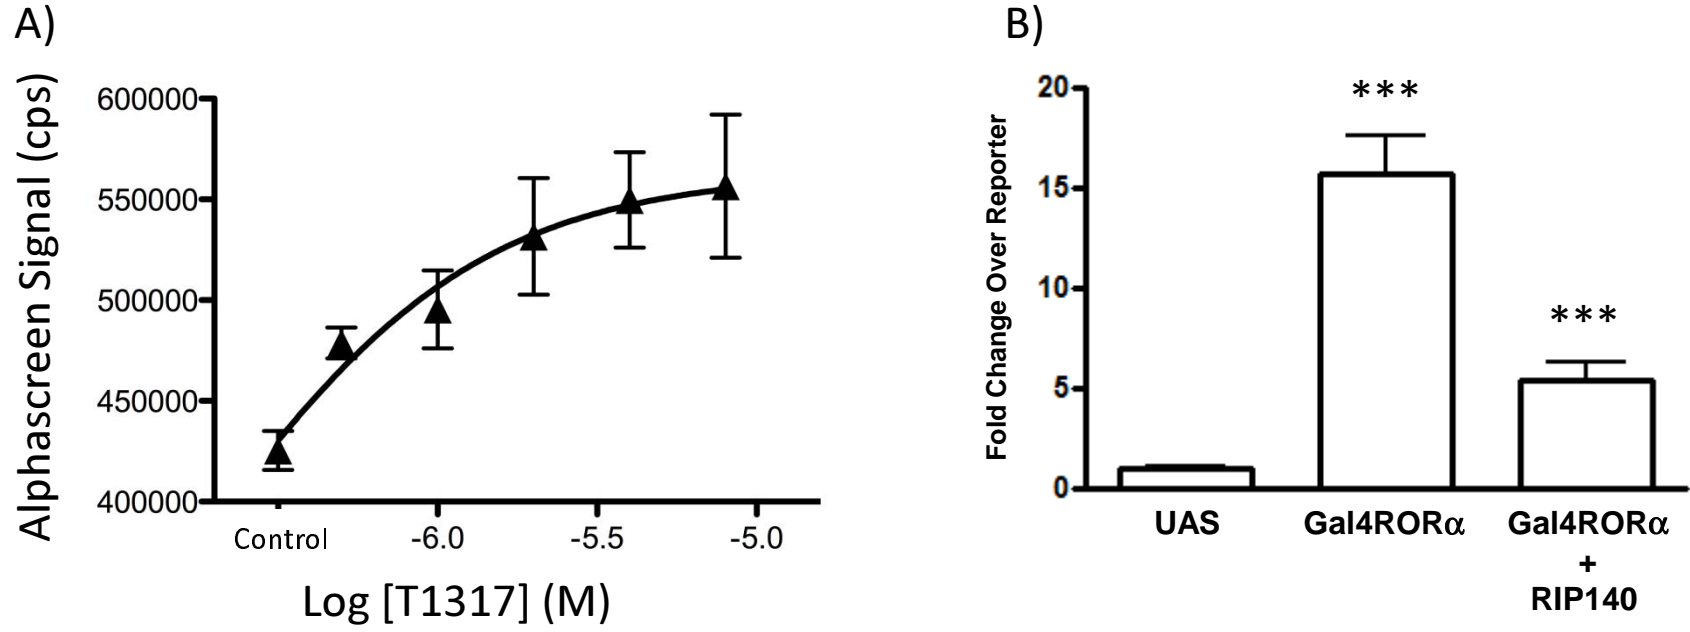 A)
Alphascreen Signal (cps)
600000
550000
500000
450000
400000
Control
-6.0
-5.5
-5.0
Log [T1317] (M)
B)
Fold Change Over Reporter
20
15
10
5
0
***
***
UAS
Gal4RORα
Gal4RORα
+
RIP140